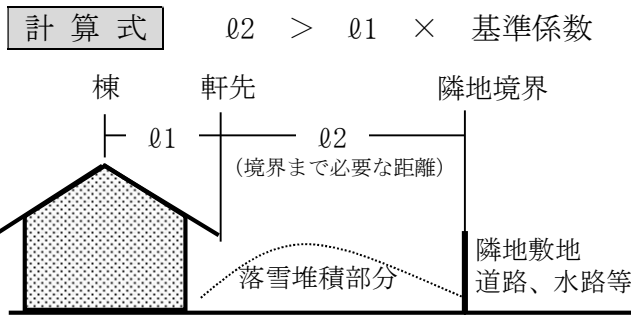 計算式 ℓ2 > ℓ1 × 基準係数
棟 軒先 隣地境界
ℓ1 ℓ2
(境界まで必要な距離)
隣地敷地
落雪堆積部分 道路、水路等